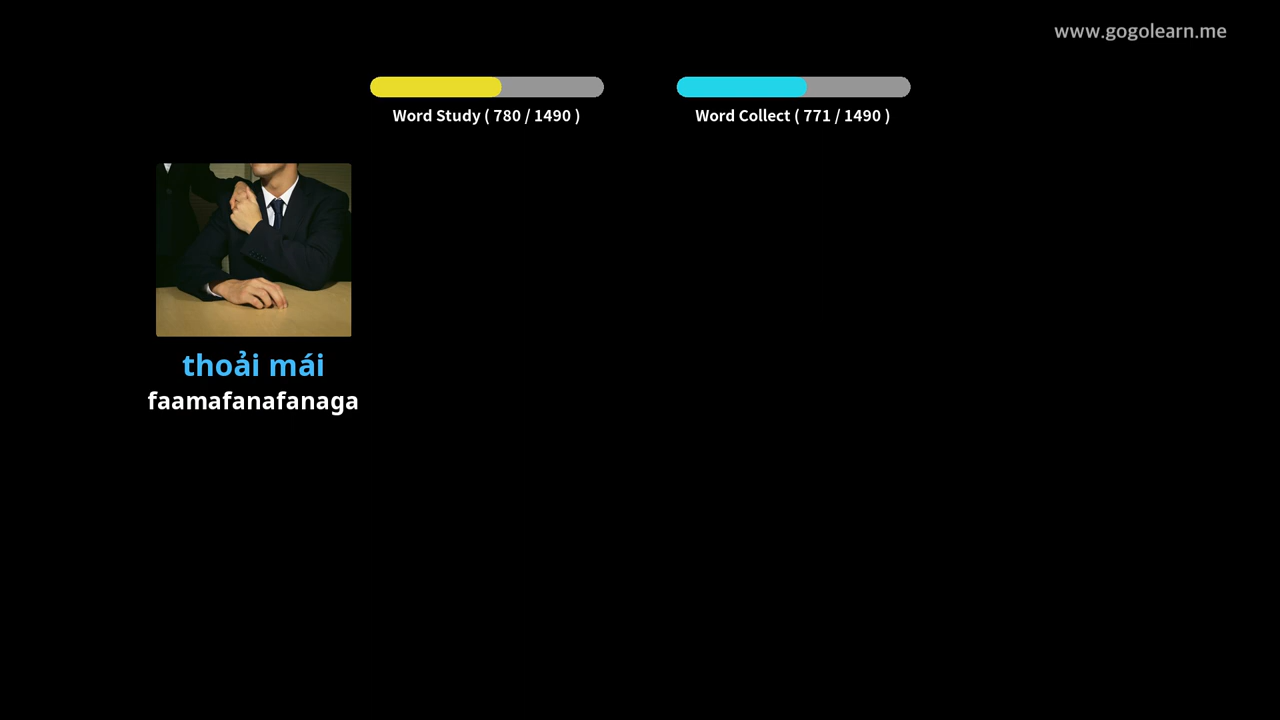 www.gogolearn.me
Word Study ( 780 / 1490 )
Word Collect ( 771 / 1490 )
thoải mái
faamafanafanaga